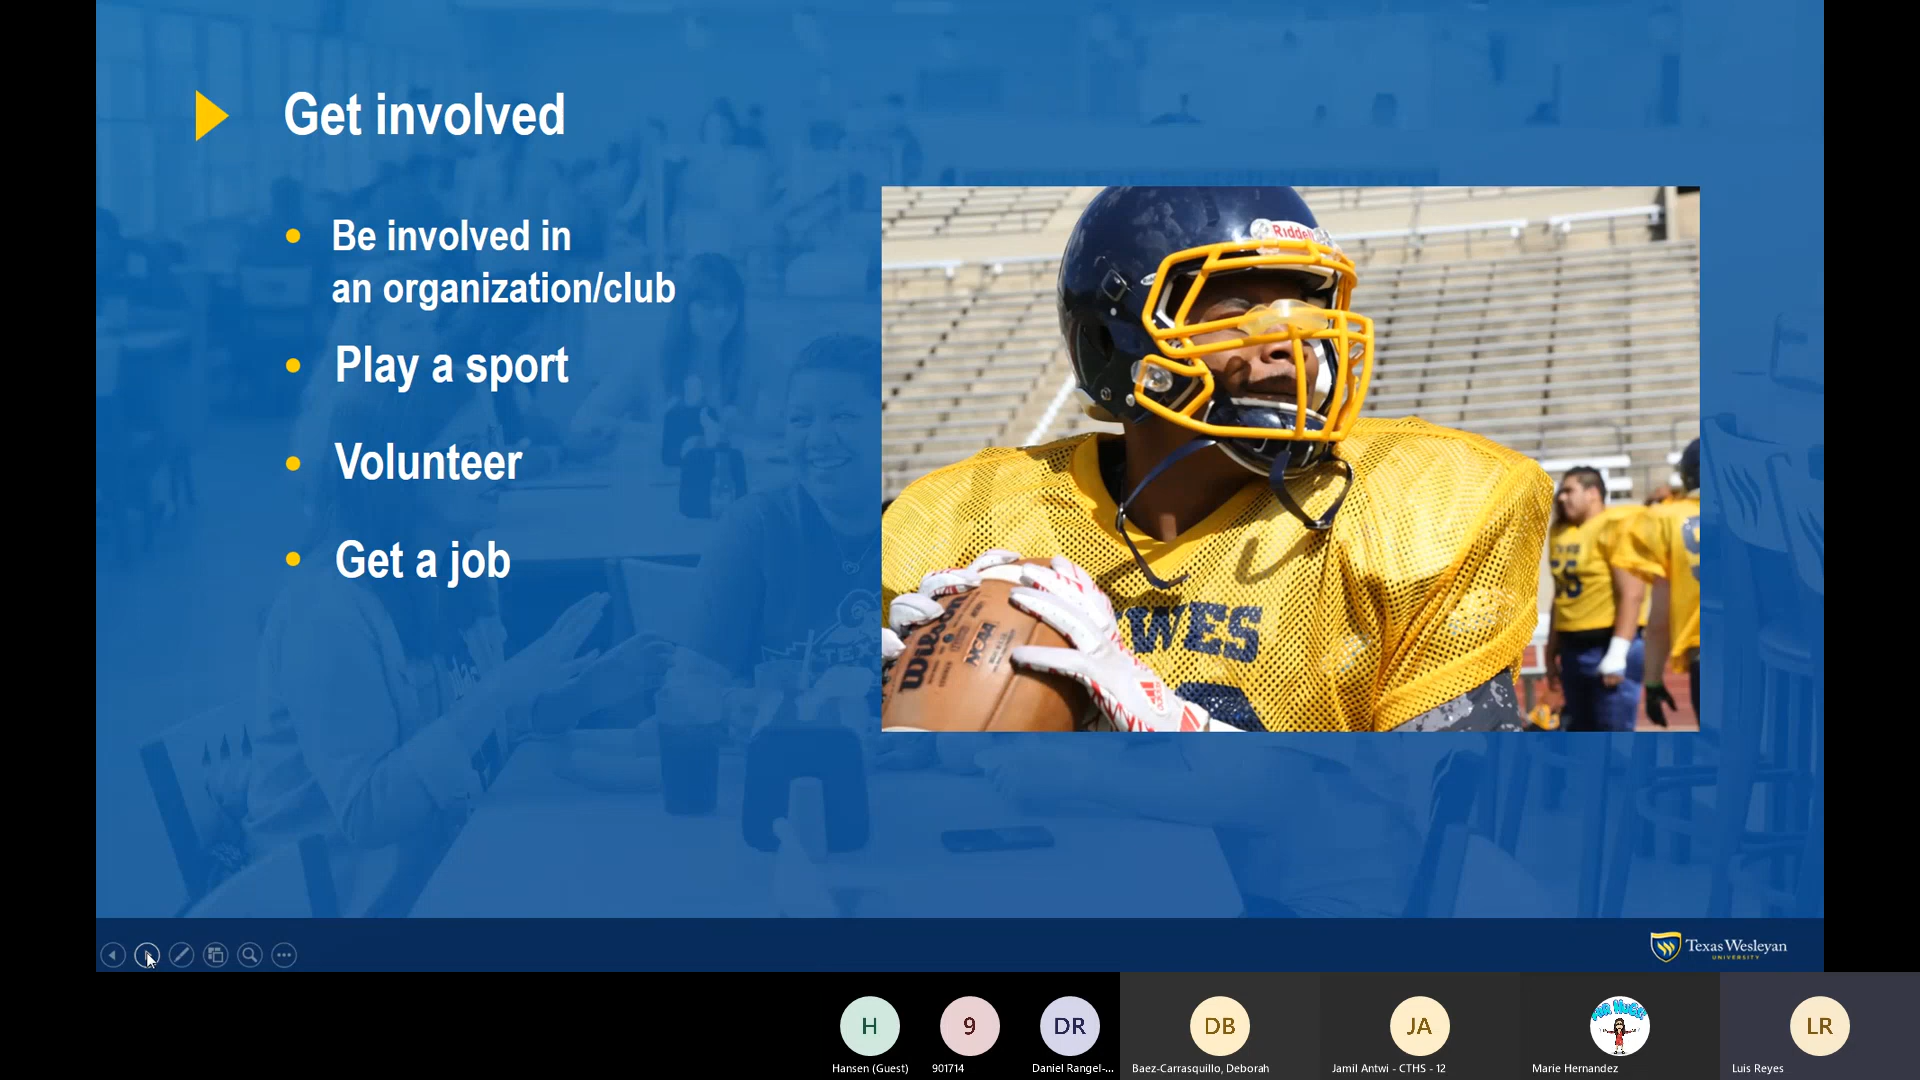 Get involved
Be involved in
an organization/club
Play a sport
Volunteer
Get a job
Riddell
TXWES
Wilson
NCAA
Texas Wesleyan
UNIVERSITY
H
9
DR
DB
JA
LR
Hansen (Guest)
901714
Daniel Rangel-...
Baez-Carrasquillo, Deborah
Jamil Antwi - CTHS - 12
Marie Hernandez
Luis Reyes